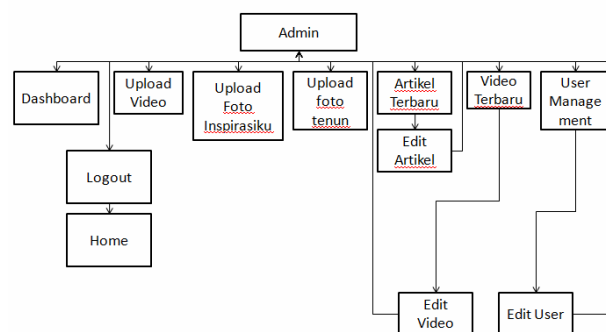 Admin
Dashboard
Upload
Video
Upload
Foto
Inspirasiku
Upload
foto
tenun
Artikel
Terbaru
Video
Terbaru
User
Manage
ment
Edit
Artikel
Logout
Home
Edit
Video
Edit User